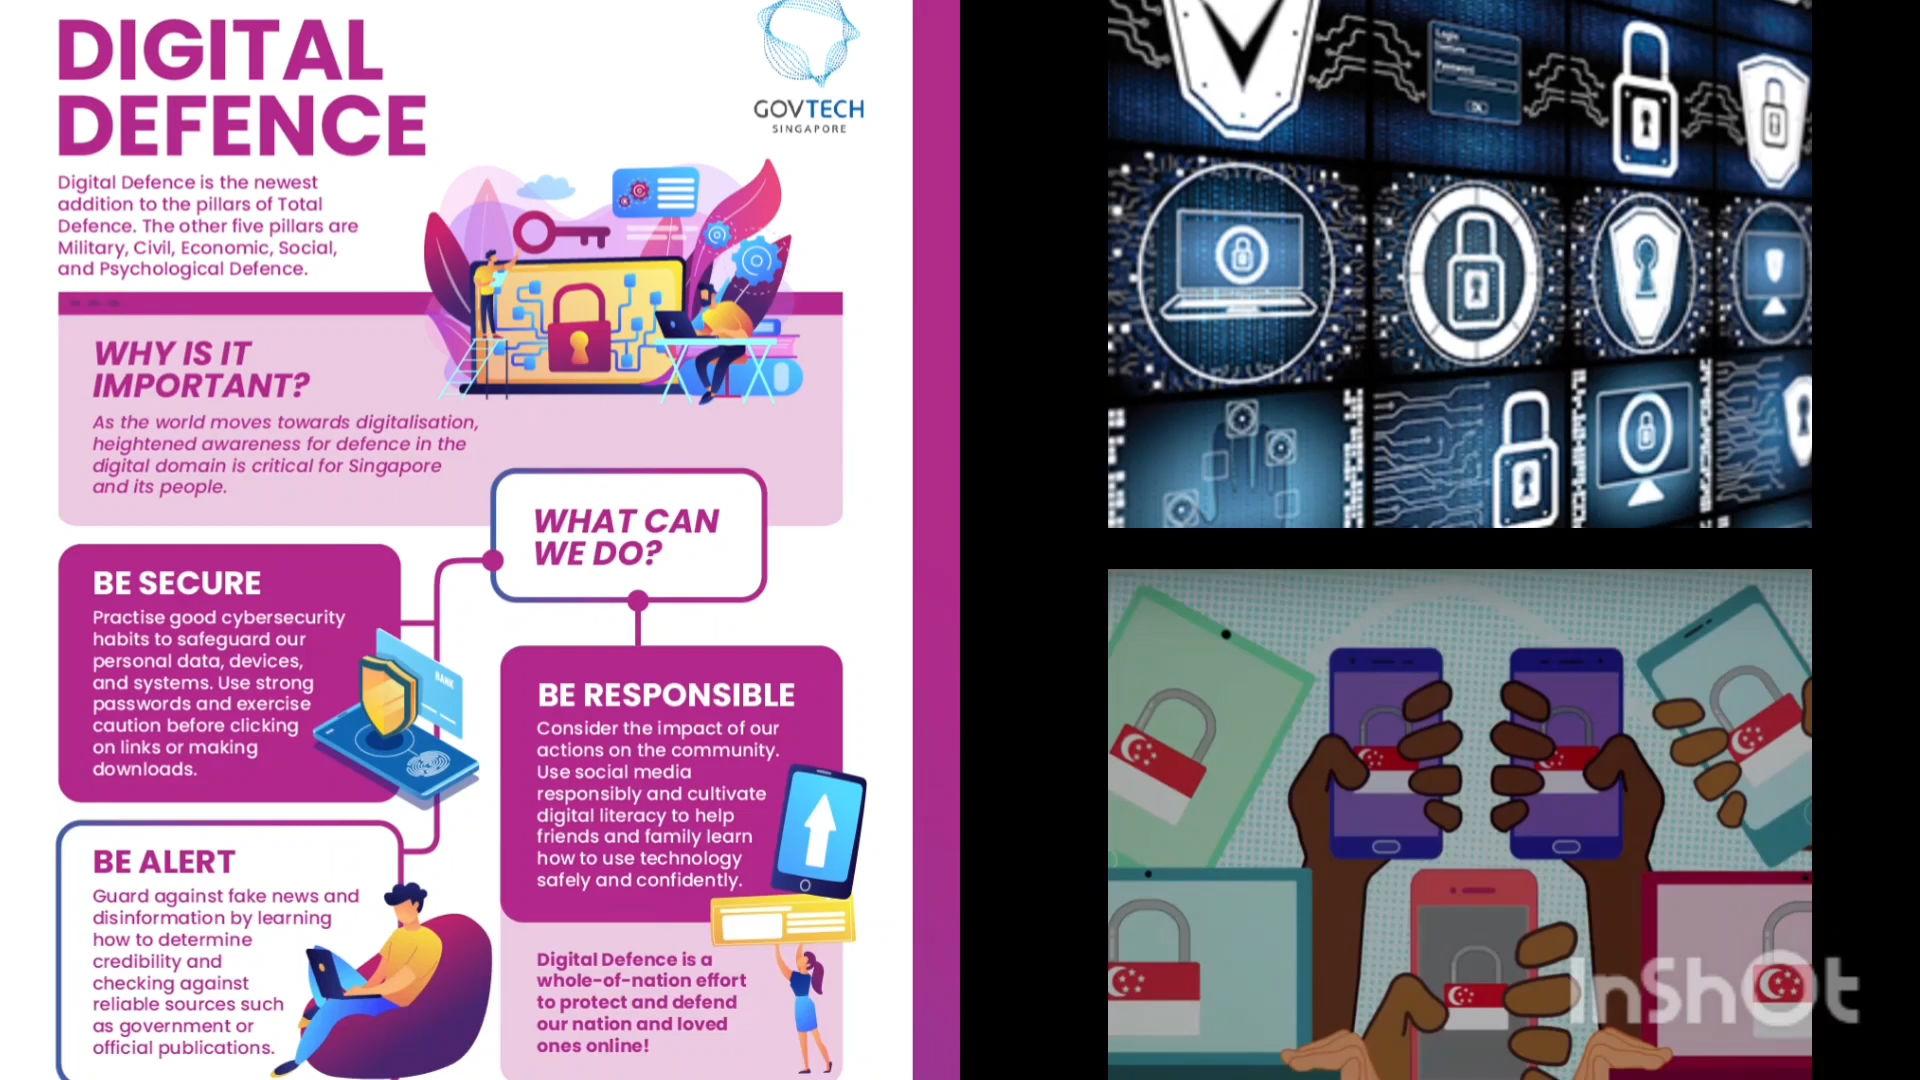 DIGITAL
DEFENCE
GOVTECH
SINGAPORE
Digital Defence is the newest
addition to the pillars of Total
Defence. The other five pillars are
Military, Civil, Economic, Social,
and Psychological Defence.
WHY IS IT
IMPORTANT?
As the world moves towards digitalisation,
heightened awareness for defence in the
digital domain is critical for Singapore
and its people.
WHAT CAN
WE DO?
BE SECURE
Practise good cybersecurity
habits to safeguard our
personal data, devices,
and systems. Use strong
passwords and exercise
caution before clicking
on links or making
downloads.
BANK
BE RESPONSIBLE
Consider the impact of our
actions on the community.
Use social media
responsibly and cultivate
digital literacy to help
friends and family learn
how to use technology
safely and confidently.
BE ALERT
Guard against fake news and
disinformation by learning
how to determine
credibility and
checking against
reliable sources such
as government or
official publications.
Digital Defence is a
whole-of-nation effort
to protect and defend
our nation and loved
ones online!
Login
Password
InShOt